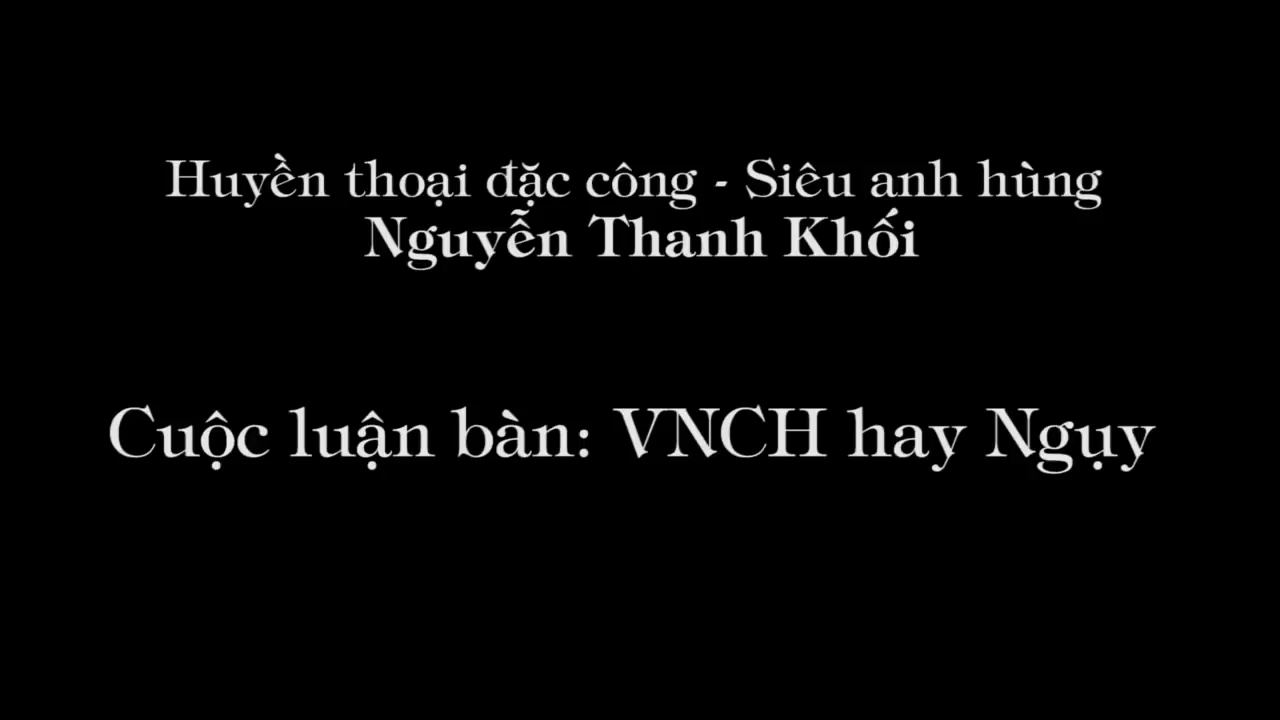 Huyền thoại đặc công - Siêu anh hùng
Nguyễn Thanh Khối
Cuộc luận bàn: VNCH hay Ngụy